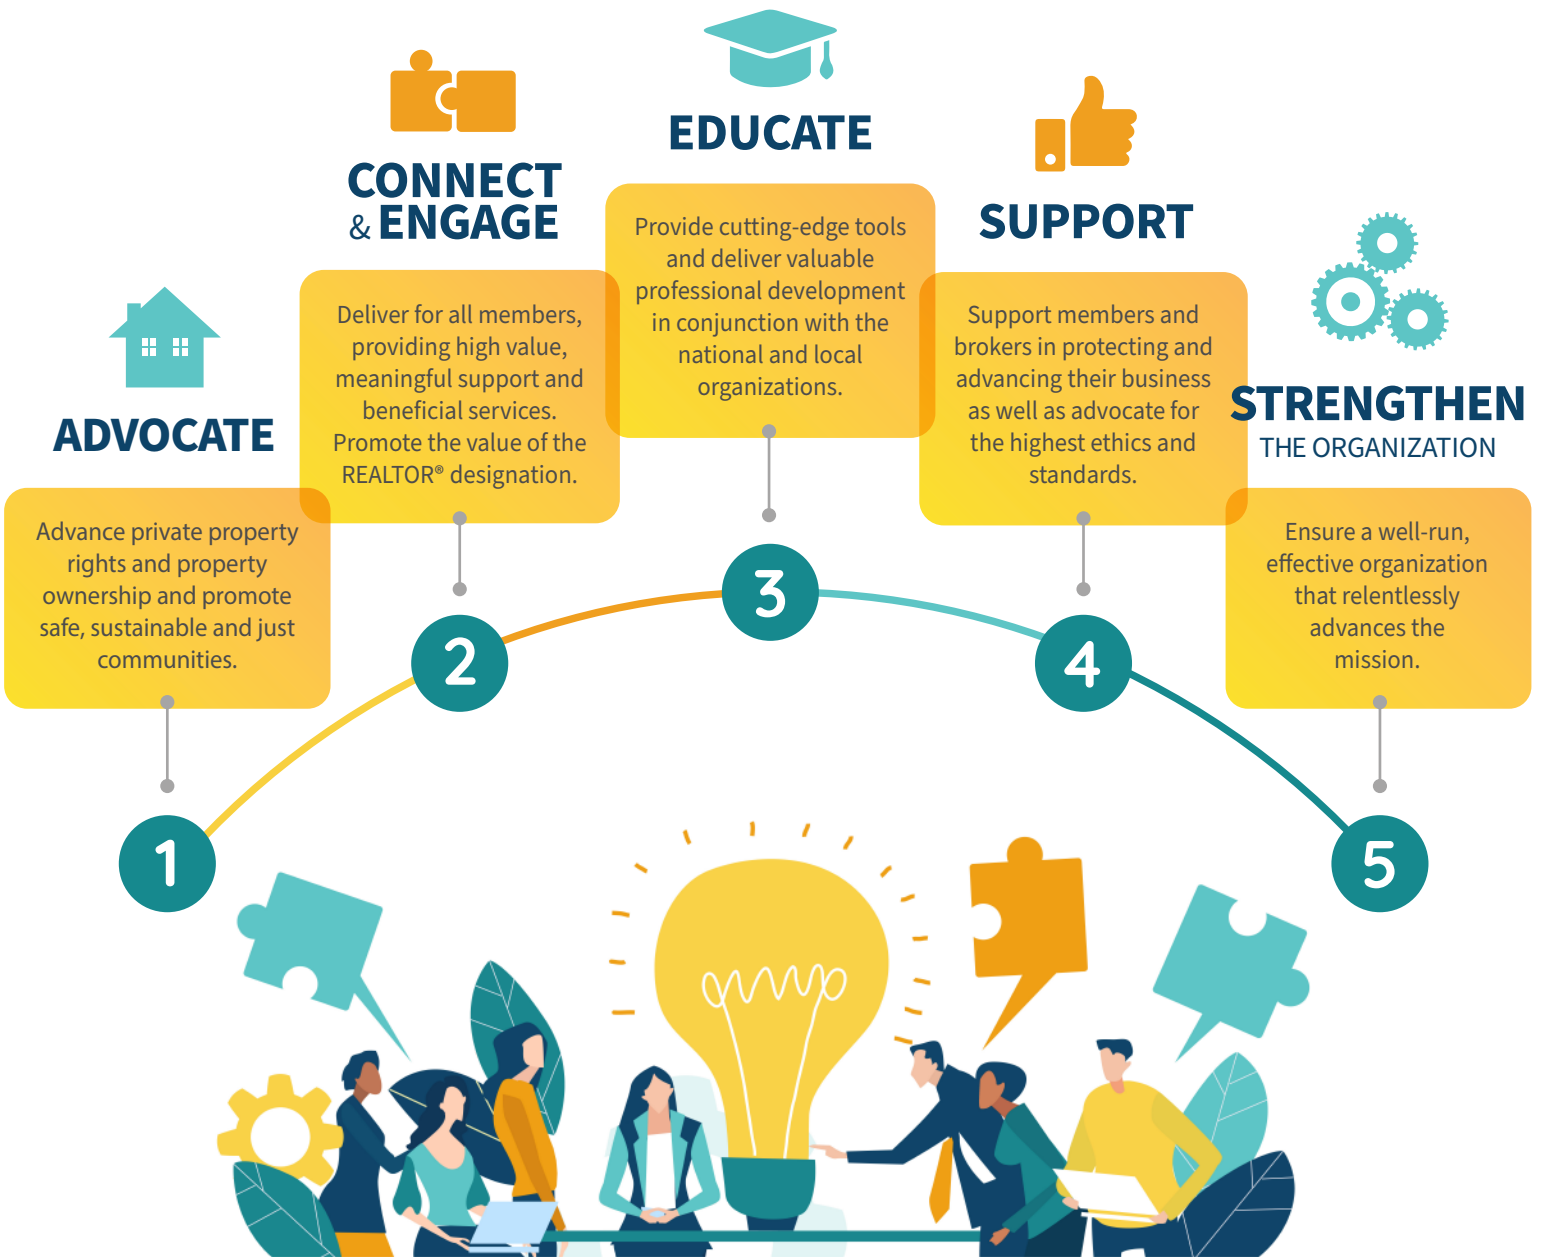 ADVOCATE
Advance private property
rights and property
ownership and promote
safe, sustainable and just
communities.
1
CONNECT
& ENGAGE
Deliver for all members,
providing high value,
meaningful support and
beneficial services.
Promote the value of the
REALTOR® designation.
2
EDUCATE
Provide cutting-edge tools
and deliver valuable
professional development
in conjunction with the
national and local
organizations.
3
SUPPORT
Support members and
brokers in protecting and
advancing their business
as well as advocate for
the highest ethics and
standards.
4
STRENGTHEN
THE ORGANIZATION
Ensure a well-run,
effective organization
that relentlessly
advances the
mission.
5